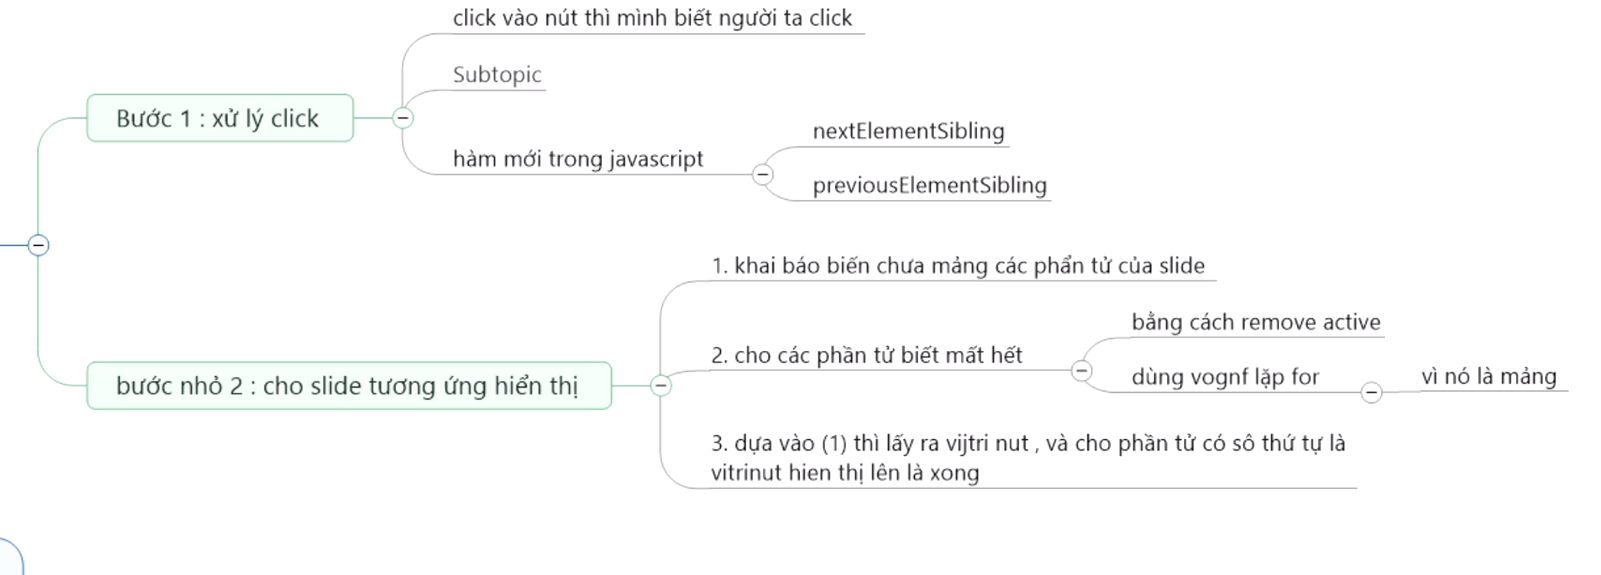 click vào nút thì mình biết người ta click
Subtopic
Bước 1 : xử lý click
hàm mới trong javascript
nextElementSibling
previousElementSibling
1. khai báo biến chưa mảng các phẩn tử của slide
bằng cách remove active
2. cho các phần tử biết mất hết
dùng vognf lặp for
vì nó là mảng
bước nhỏ 2 : cho slide tương ứng hiển thị
3. dựa vào (1) thì lấy ra vijtri nut , và cho phần tử có sô thứ tự là
vitrinut hien thị lên là xong